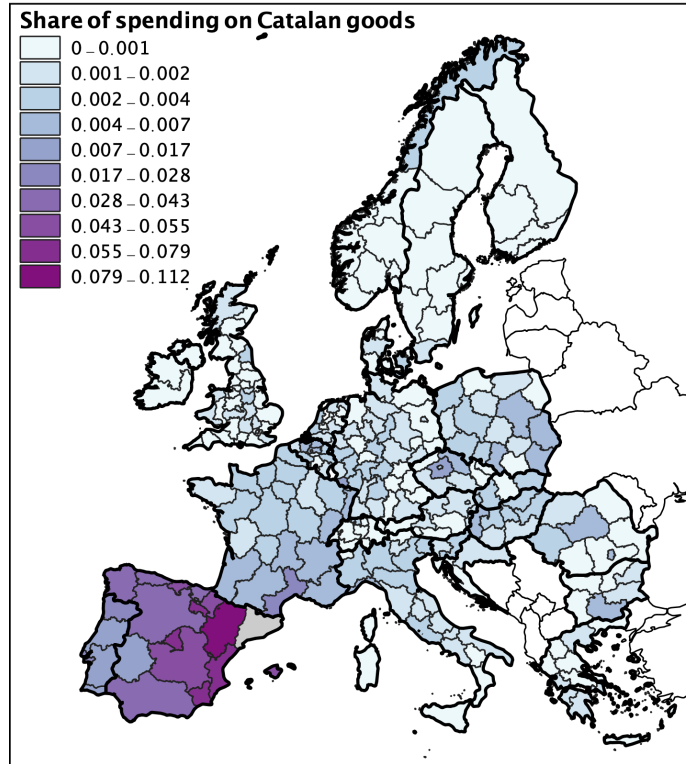 Share of spending on Catalan goods
0 – 0.001
0.001 – 0.002
0.002 – 0.004
0.004 – 0.007
0.007 – 0.017
0.017 – 0.028
0.028 – 0.043
0.043 – 0.055
0.055 – 0.079
0.079 – 0.112